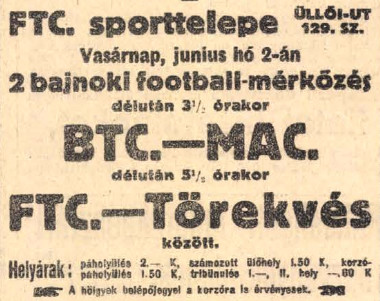 FTC. sporttelepe ÜLLŐI-UT 129. SZ.
Vasárnap, junius hó 2-án
2 bajnoki football-mérkőzés
délután 3½ órakor
BTC.—MAC.
délután 5½ órakor
FTC.—Törekvés
között.
Helyárak: páholyülés 2.— K, számozott ülőhely 1.50 K, korzó-
páholyülés 1.50 K, tribünülés 1.—, II. hely —.60 K
A hölgyek belépőjegyei a korzóra is érvényesek.